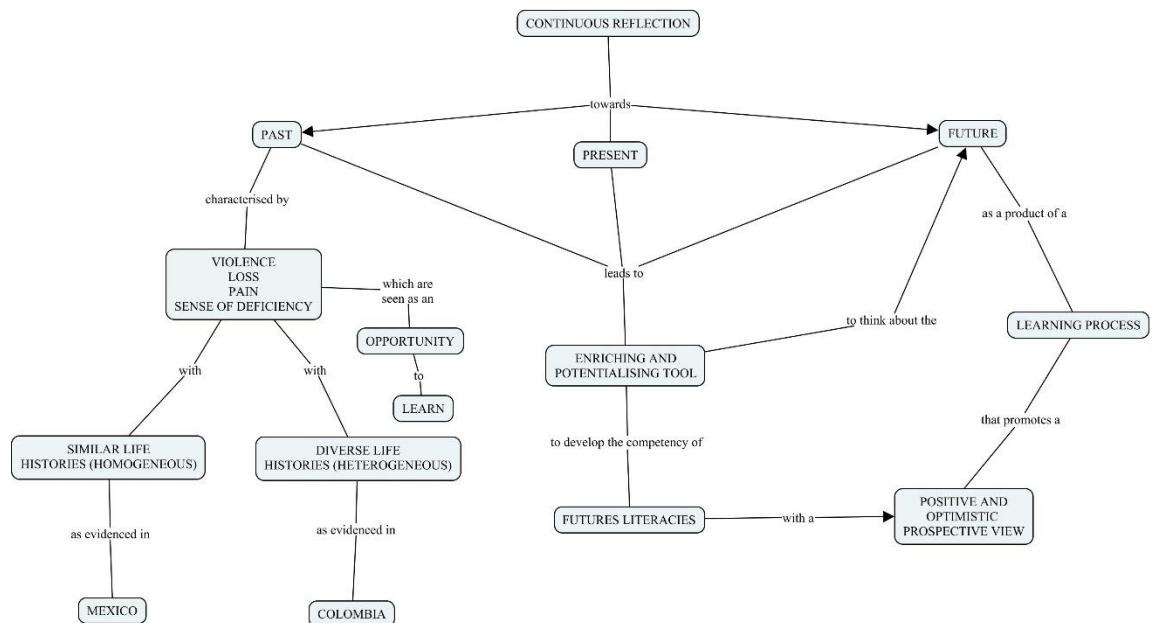 CONTINUOUS REFLECTION
towards
PAST
PRESENT
FUTURE
characterised by
as a product of a
VIOLENCE
LOSS
PAIN
SENSE OF DEFICIENCY
which are
seen as an
leads to
OPPORTUNITY
to
LEARN
to think about the
LEARNING PROCESS
ENRICHING AND
POTENTIALISING TOOL
with
with
SIMILAR LIFE
HISTORIES (HOMOGENEOUS)
DIVERSE LIFE
HISTORIES (HETEROGENEOUS)
to develop the competency of
that promotes a
as evidenced in
as evidenced in
FUTURES LITERACIES
with a
POSITIVE AND
OPTIMISTIC
PROSPECTIVE VIEW
MEXICO
COLOMBIA